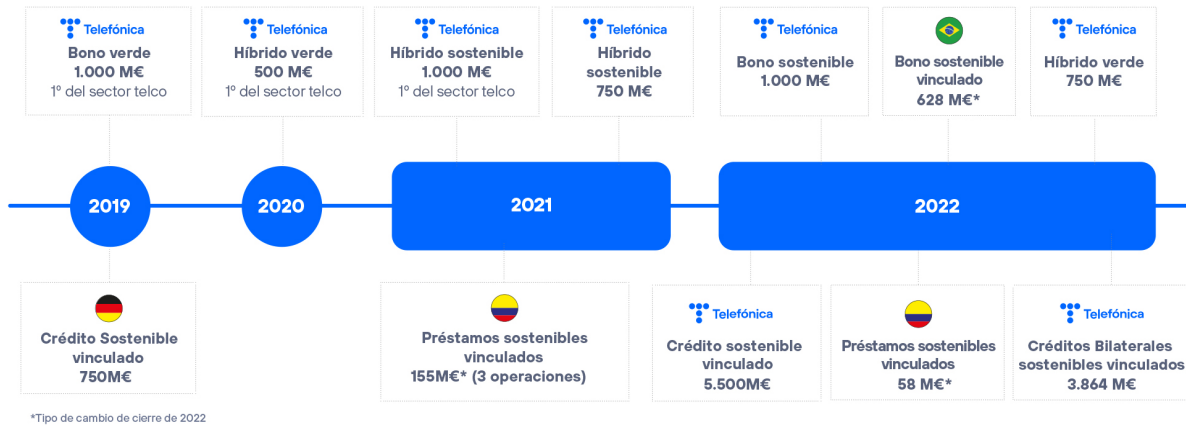 Telefónica
Bono verde
1.000 M€
1º del sector telco
Telefónica
Híbrido verde
500 M€
1º del sector telco
Telefónica
Híbrido sostenible
1.000 M€
1º del sector telco
Telefónica
Híbrido
sostenible
750 M€
Telefónica
Bono sostenible
1.000 M€
Bono sostenible
vinculado
628 M€*
Telefónica
Híbrido verde
750 M€
2019
2020
2021
2022
Crédito Sostenible
vinculado
750M€
Préstamos sostenibles
vinculados
155M€* (3 operaciones)
Telefónica
Crédito sostenible
vinculado
5.500M€
Préstamos sostenibles
vinculados
58 M€*
Telefónica
Créditos Bilaterales
sostenibles vinculados
3.864 M€
*Tipo de cambio de cierre de 2022